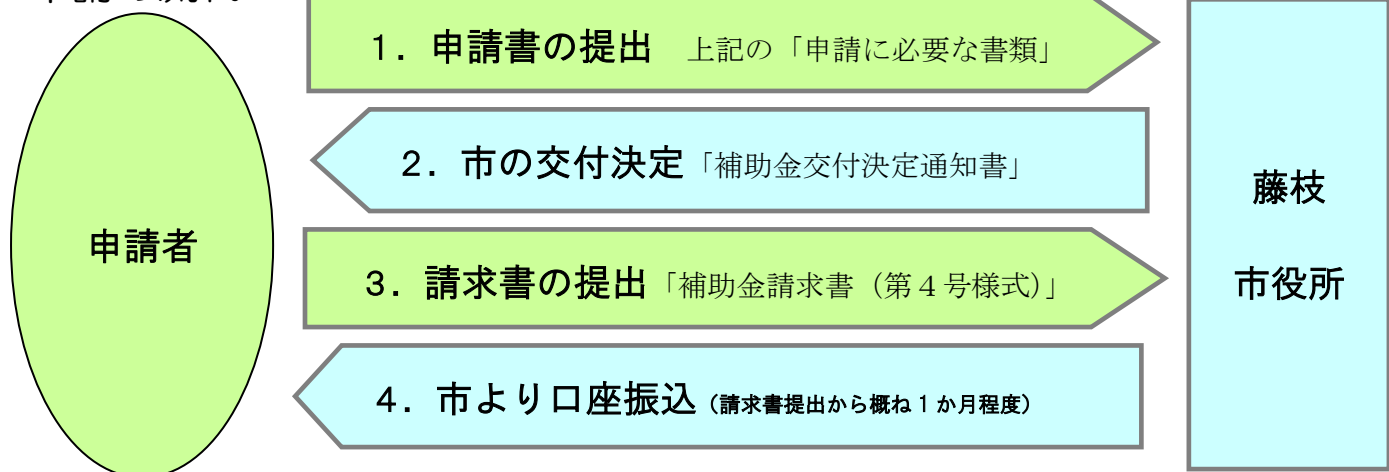 1．申請書の提出　上記の「申請に必要な書類」
2．市の交付決定「補助金交付決定通知書」
申請者
藤枝
市役所
3．請求書の提出「補助金請求書（第４号様式）」
4．市より口座振込（請求書提出から概ね１か月程度）